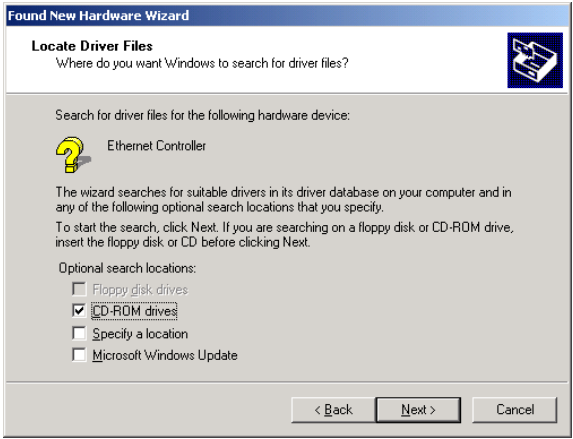 Found New Hardware Wizard
Locate Driver Files
Where do you want Windows to search for driver files?
Search for driver files for the following hardware device:
Ethernet Controller
The wizard searches for suitable drivers in its driver database on your computer and in
any of the following optional search locations that you specify.
To start the search, click Next. If you are searching on a floppy disk or CD-ROM drive,
insert the floppy disk or CD before clicking Next.
Optional search locations:
Floppy disk drives
CD-ROM drives
Specify a location
Microsoft Windows Update
< Back Next > Cancel